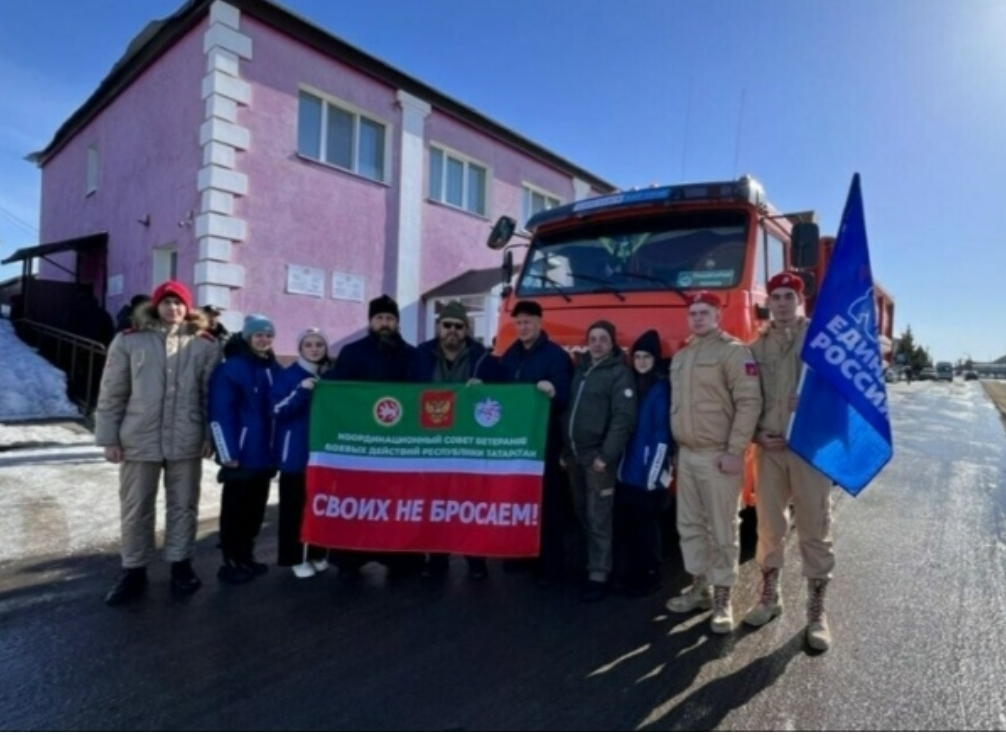 КООРДИНАЦИОННЫЙ СОВЕТ ВЕТЕРАНОВ
БОЕВЫХ ДЕЙСТВИЙ РЕСПУБЛИКИ ТАТАРСТАН
СВОИХ НЕ БРОСАЕМ!
ЕДИНАЯ
РОССИЯ